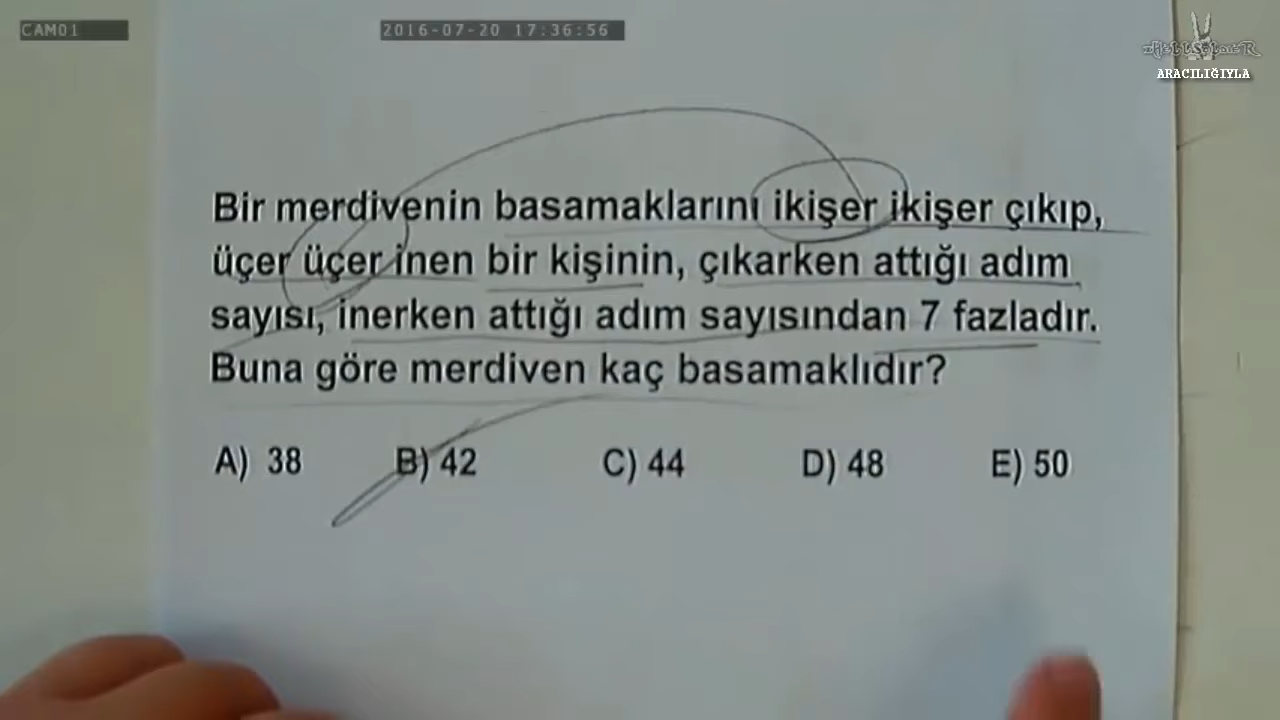 CAM01
2016-07-20 17:36:56
ARACILIĞIYLA
Bir merdivenin basamaklarını ikişer ikişer çıkıp,
üçer üçer inen bir kişinin, çıkarken attığı adım
sayısı, inerken attığı adım sayısından 7 fazladır.
Buna göre merdiven kaç basamaklıdır?
A) 38 B) 42 C) 44 D) 48 E) 50